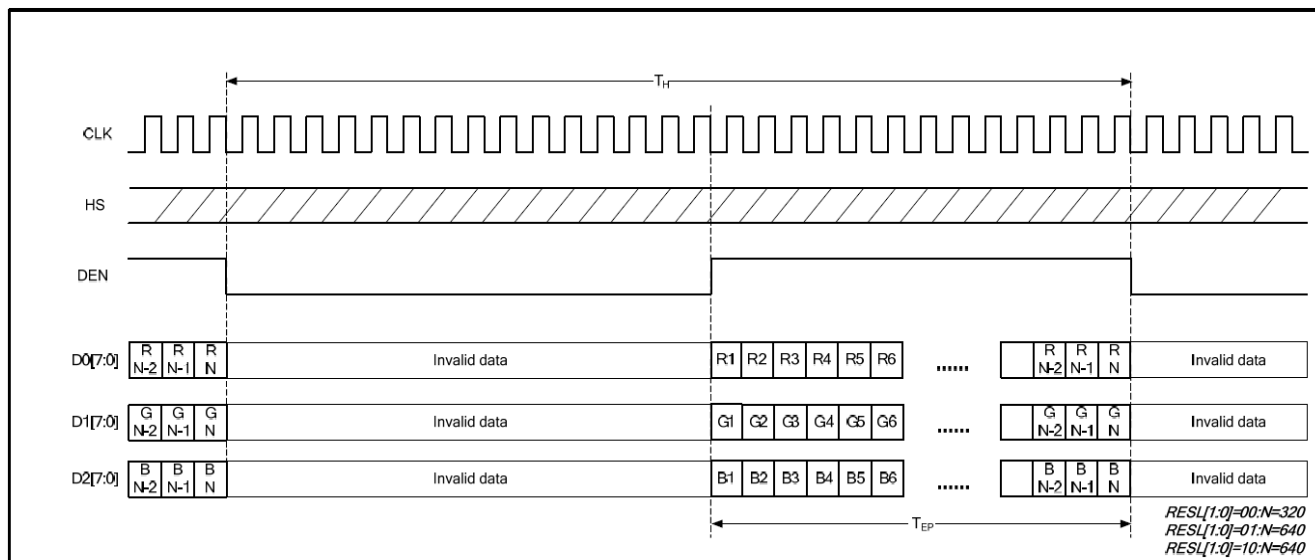 TH
CLK
HS
DEN
D0[7:0] R N-2 R N-1 R N Invalid data R1 R2 R3 R4 R5 R6 ...... R N-2 R N-1 R N Invalid data
D1[7:0] G N-2 G N-1 G N Invalid data G1 G2 G3 G4 G5 G6 ...... G N-2 G N-1 G N Invalid data
D2[7:0] B N-2 B N-1 B N Invalid data B1 B2 B3 B4 B5 B6 ...... B N-2 B N-1 B N Invalid data
TEP
RESL[1:0]=00:N=320
RESL[1:0]=01:N=640
RESL[1:0]=10:N=640